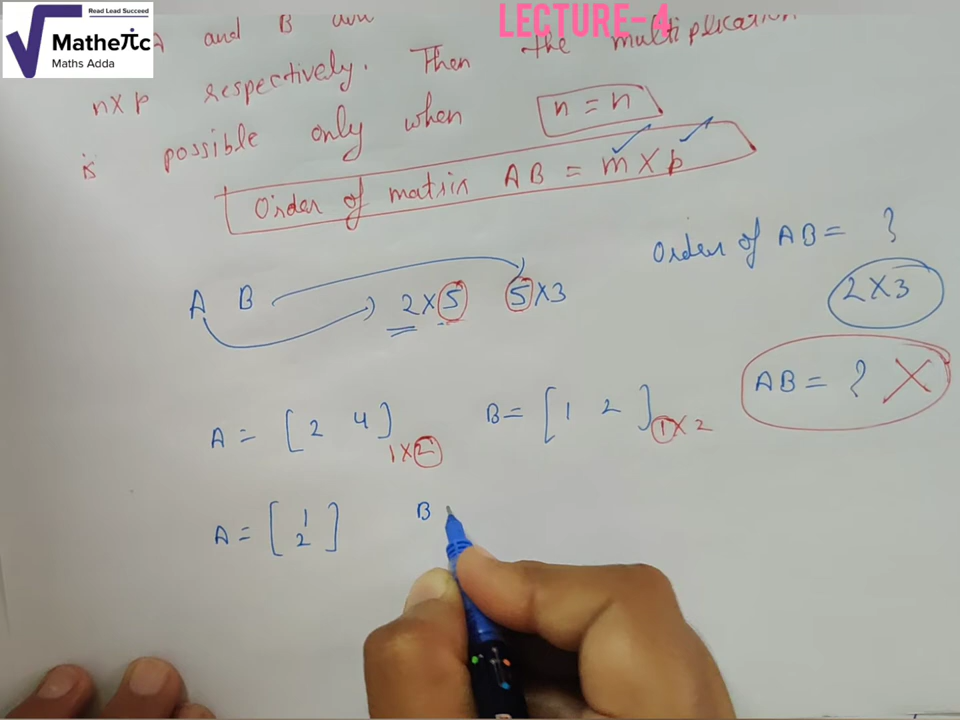 LECTURE-4
Read Lead Succeed
Mathetic
Maths Adda
A and B
n×p respectively. Then the multiplication
is possible only when n = n
Order of matrix AB = m × p
Order of AB = ?
A B 2×5 5×3
2×3
AB = ? X
A = [ 2 4 ] 1×2 B = [ 1 2 ] 1×2
A = [ 1
2 ]
B